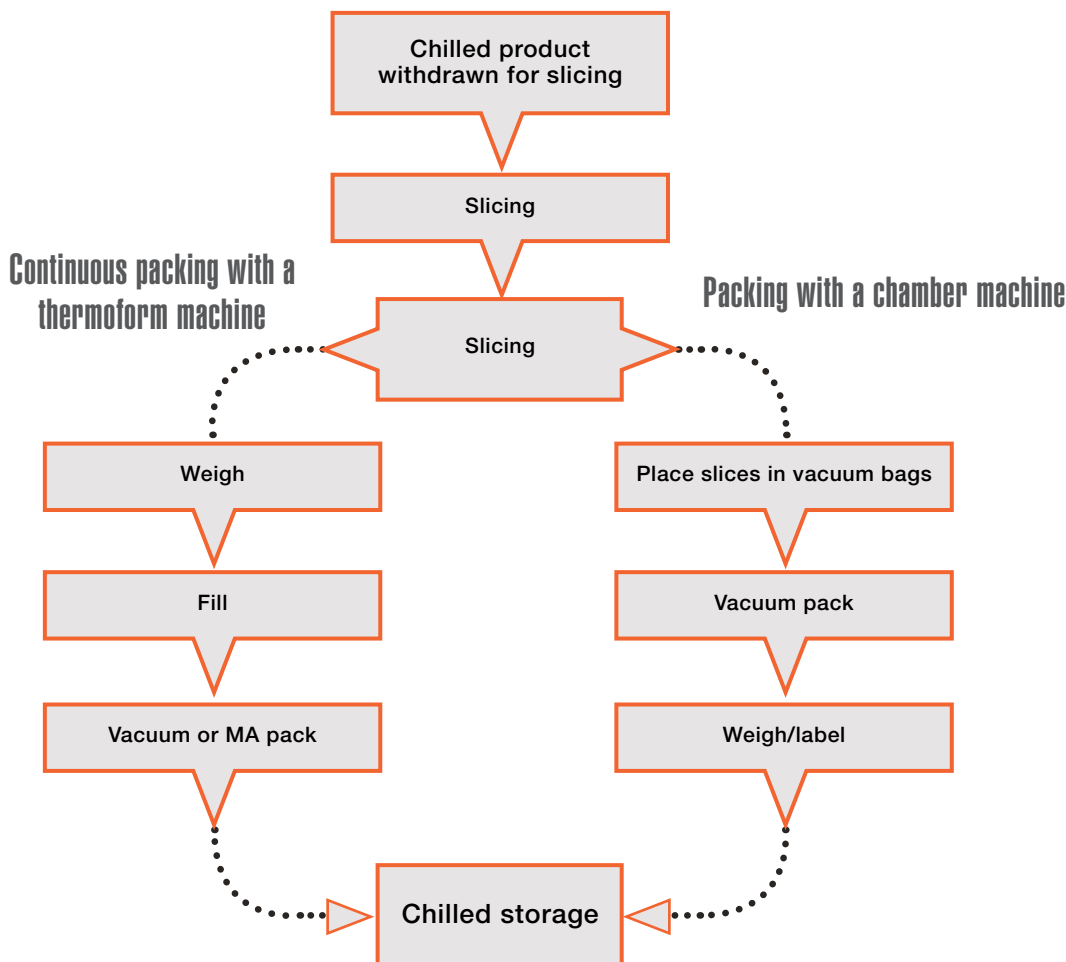 Chilled product
withdrawn for slicing
Slicing
Continuous packing with a
thermoform machine
Packing with a chamber machine
Slicing
Weigh
Place slices in vacuum bags
Fill
Vacuum pack
Vacuum or MA pack
Weigh/label
Chilled storage